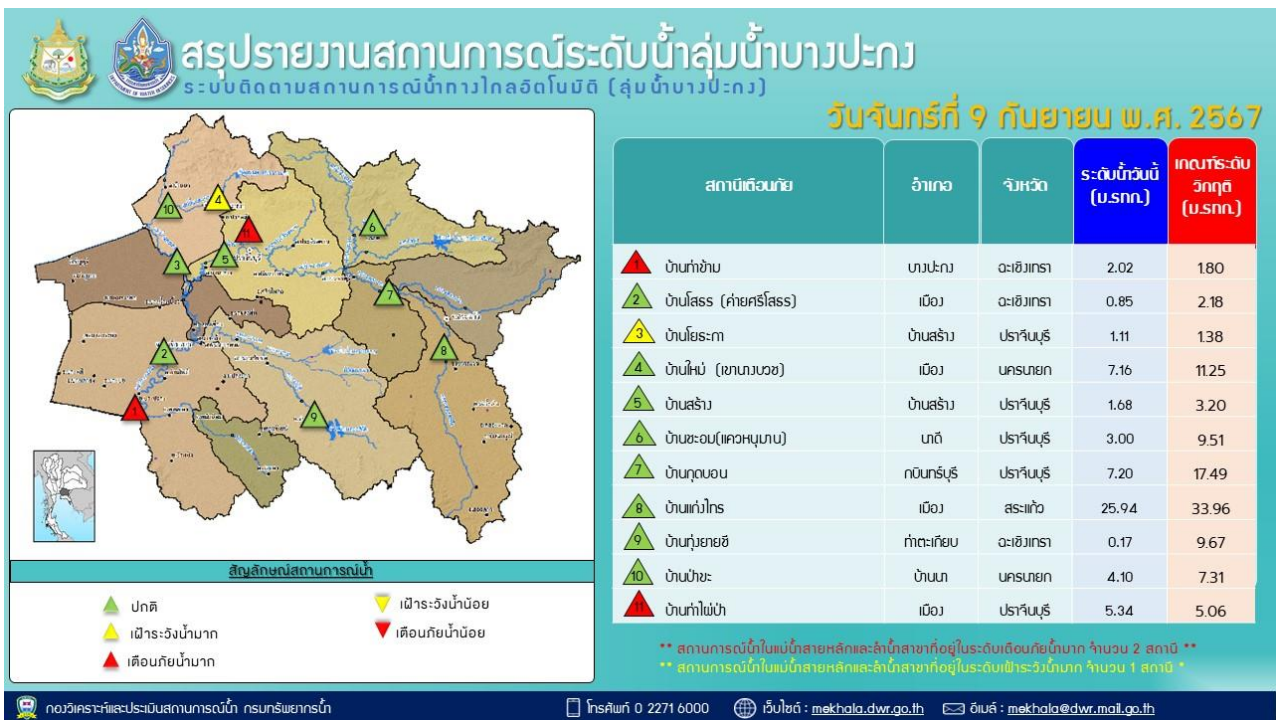 สรุปรายงานสถานการณ์ระดับน้ำลุ่มน้ำบางปะกง
ระบบติดตามสถานการณ์น้ำทางไกลอัตโนมัติ (ลุ่มน้ำบางปะกง)
วันจันทร์ที่ 9 กันยายน พ.ศ. 2567
10
4
11
6
3
5
7
2
8
1
9
สัญลักษณ์สถานการณ์น้ำ
ปกติ
เฝ้าระวังน้ำน้อย
เฝ้าระวังน้ำมาก
เตือนภัยน้ำน้อย
เตือนภัยน้ำมาก
สถานีเตือนภัย อำเภอ จังหวัด ระดับน้ำวันนี้ (ม.รทก.) เกณฑ์ระดับวิกฤติ (ม.รทก.)
1 บ้านท่าข้าม บางปะกง ฉะเชิงเทรา 2.02 1.80
2 บ้านโสธร (ค่ายศรีโสธร) เมือง ฉะเชิงเทรา 0.85 2.18
3 บ้านโยธะกา บ้านสร้าง ปราจีนบุรี 1.11 1.38
4 บ้านใหม่ (เขานางบวช) เมือง นครนายก 7.16 11.25
5 บ้านสร้าง บ้านสร้าง ปราจีนบุรี 1.68 3.20
6 บ้านซะอม(แควหนุมาน) นาดี ปราจีนบุรี 3.00 9.51
7 บ้านกุดบอน กบินทร์บุรี ปราจีนบุรี 7.20 17.49
8 บ้านแก่งไทร เมือง สระแก้ว 25.94 33.96
9 บ้านทุ่งยายชี ท่าตะเกียบ ฉะเชิงเทรา 0.17 9.67
10 บ้านป่าขะ บ้านนา นครนายก 4.10 7.31
11 บ้านท่าไผ่ป่า เมือง ปราจีนบุรี 5.34 5.06
** สถานการณ์น้ำในแม่น้ำสายหลักและลำน้ำสาขาที่อยู่ในระดับเตือนภัยน้ำมาก จำนวน 2 สถานี **
** สถานการณ์น้ำในแม่น้ำสายหลักและลำน้ำสาขาที่อยู่ในระดับเฝ้าระวังน้ำมาก จำนวน 1 สถานี *
กองวิเคราะห์และประเมินสถานการณ์น้ำ กรมทรัพยากรน้ำ
โทรศัพท์ 0 2271 6000
เว็บไซต์ : mekhala.dwr.go.th
อีเมล์ : mekhala@dwr.mail.go.th